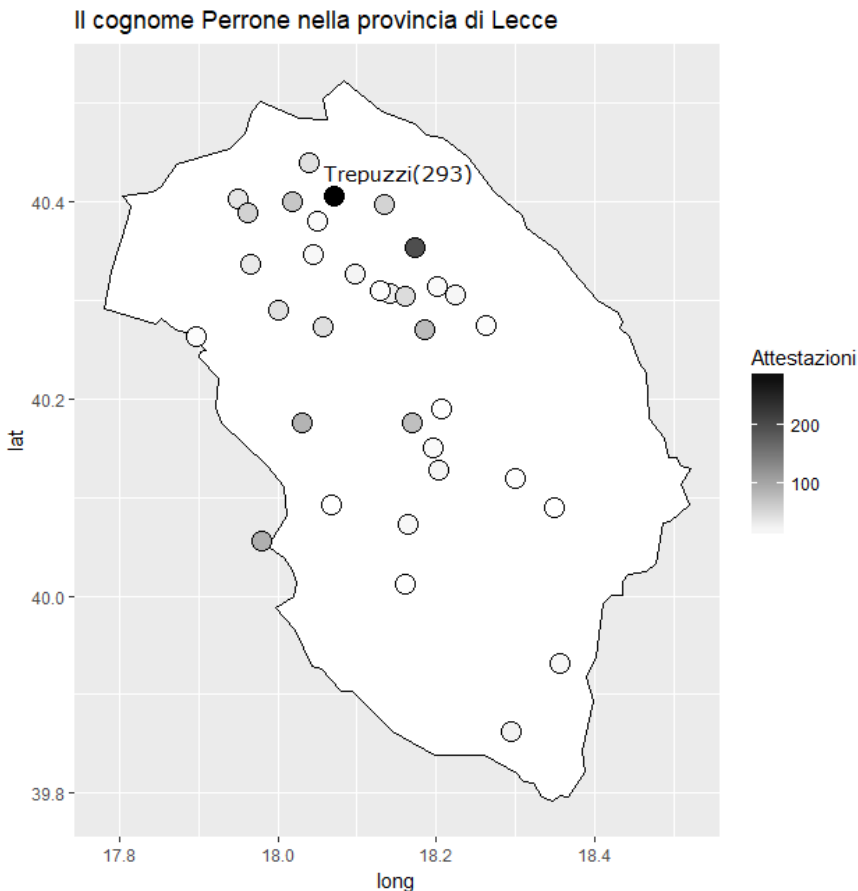 Il cognome Perrone nella provincia di Lecce
Trepuzzi(293)
40.4
40.2
40.0
39.8
lat
17.8
18.0
18.2
18.4
long
Attestazioni
200
100